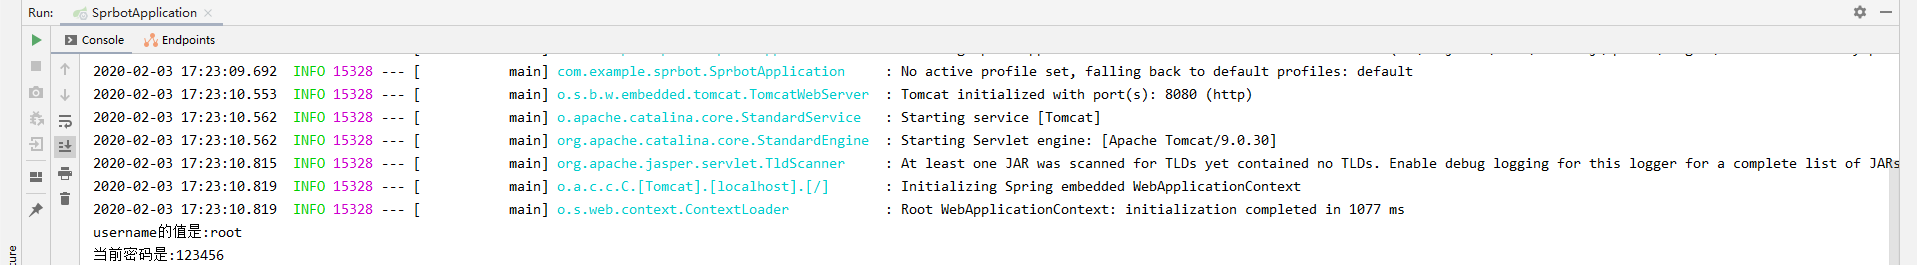 Run: SprbotApplication
Console Endpoints
2020-02-03 17:23:09.692 INFO 15328 --- [ main] com.example.sprbot.SprbotApplication : No active profile set, falling back to default profiles: default
2020-02-03 17:23:10.553 INFO 15328 --- [ main] o.s.b.w.embedded.tomcat.TomcatWebServer : Tomcat initialized with port(s): 8080 (http)
2020-02-03 17:23:10.562 INFO 15328 --- [ main] o.apache.catalina.core.StandardService : Starting service [Tomcat]
2020-02-03 17:23:10.562 INFO 15328 --- [ main] org.apache.catalina.core.StandardEngine : Starting Servlet engine: [Apache Tomcat/9.0.30]
2020-02-03 17:23:10.815 INFO 15328 --- [ main] org.apache.jasper.servlet.TldScanner : At least one JAR was scanned for TLDs yet contained no TLDs. Enable debug logging for this logger for a complete list of JARs
2020-02-03 17:23:10.819 INFO 15328 --- [ main] o.a.c.c.C.[Tomcat].[localhost].[/] : Initializing Spring embedded WebApplicationContext
2020-02-03 17:23:10.819 INFO 15328 --- [ main] o.s.web.context.ContextLoader : Root WebApplicationContext: initialization completed in 1077 ms
username的值是:root
当前密码是:123456